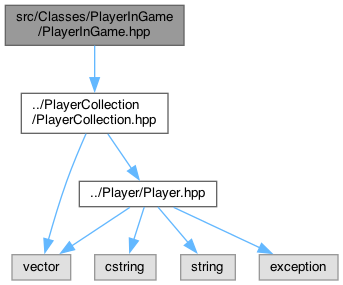 src/Classes/PlayerInGame
/PlayerInGame.hpp
../PlayerCollection
/PlayerCollection.hpp
../Player/Player.hpp
vector
cstring
string
exception